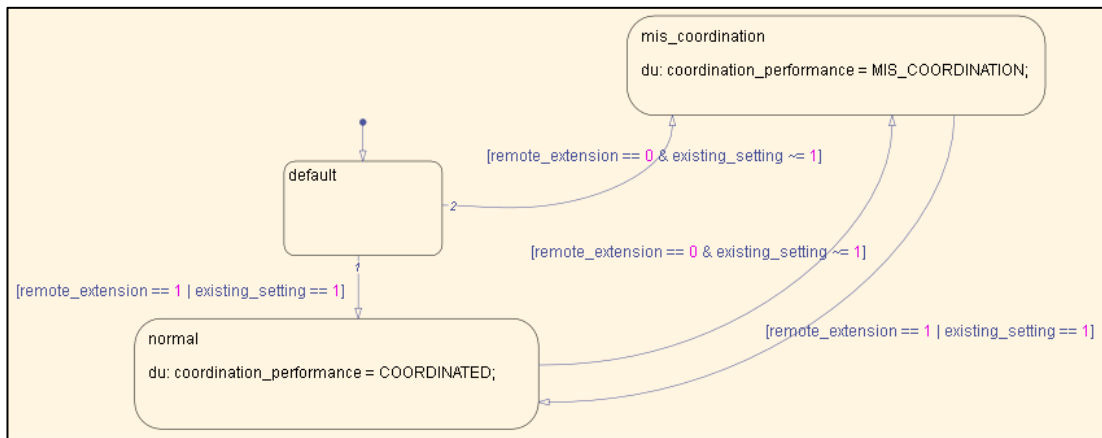 mis_coordination
du: coordination_performance = MIS_COORDINATION;
[remote_extension == 0 & existing_setting ~= 1]
default
2
[remote_extension == 0 & existing_setting ~= 1]
1
[remote_extension == 1 | existing_setting == 1]
[remote_extension == 1 | existing_setting == 1]
normal
du: coordination_performance = COORDINATED;